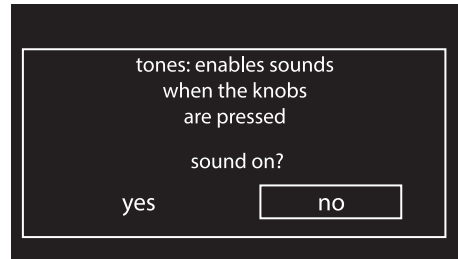 tones: enables sounds
when the knobs
are pressed
sound on?
yes no